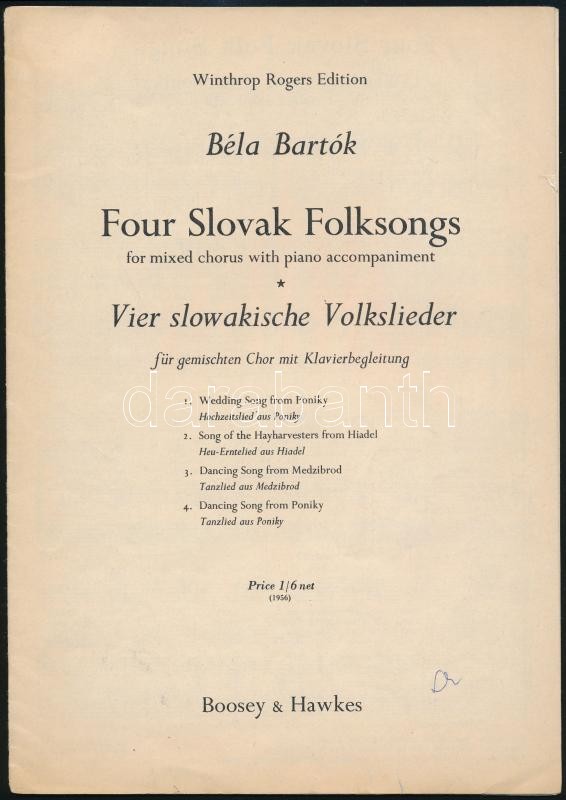 Winthrop Rogers Edition
Béla Bartók
Four Slovak Folksongs
for mixed chorus with piano accompaniment
★
Vier slowakische Volkslieder
für gemischten Chor mit Klavierbegleitung
1. Wedding Song from Poniky
Hochzeitslied aus Poniky
darabanth
2. Song of the Hayharvesters from Hiadel
Heu-Erntelied aus Hiadel
3. Dancing Song from Medzibrod
Tanzlied aus Medzibrod
4. Dancing Song from Poniky
Tanzlied aus Poniky
Price 1/6 net
(1956)
Boosey & Hawkes